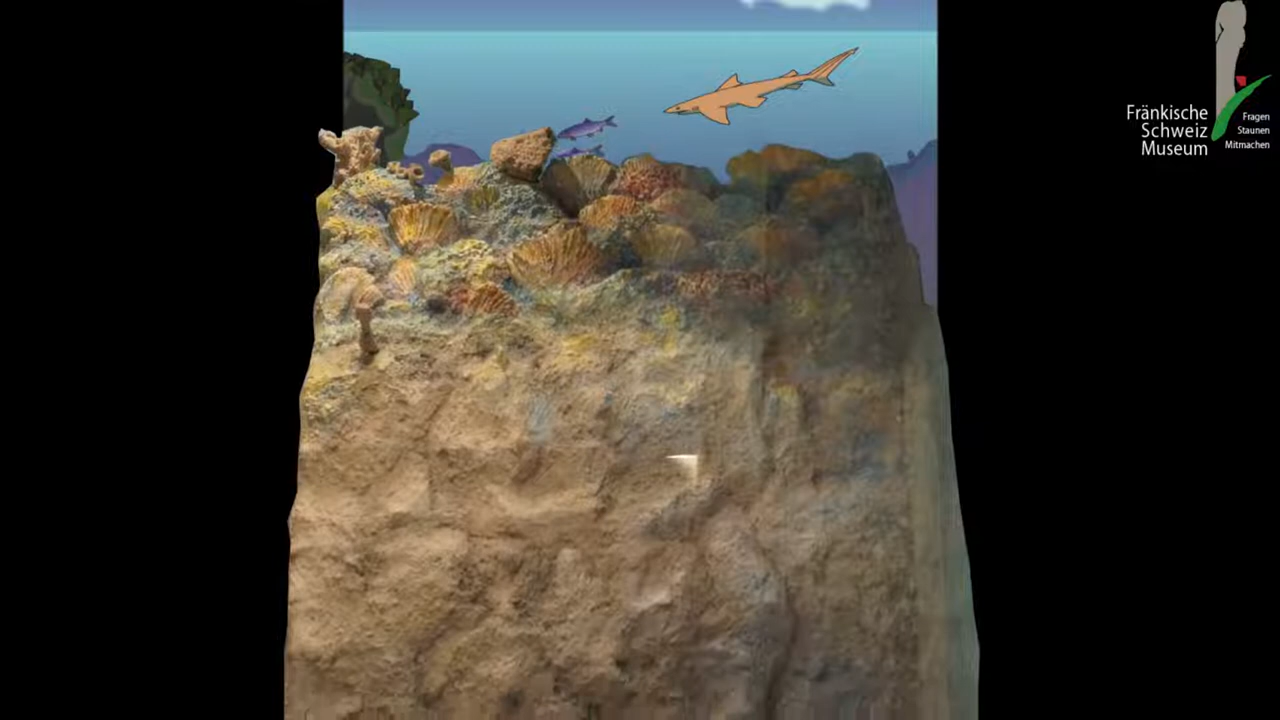 Fränkische
Schweiz
Museum
Fragen
Staunen
Mitmachen